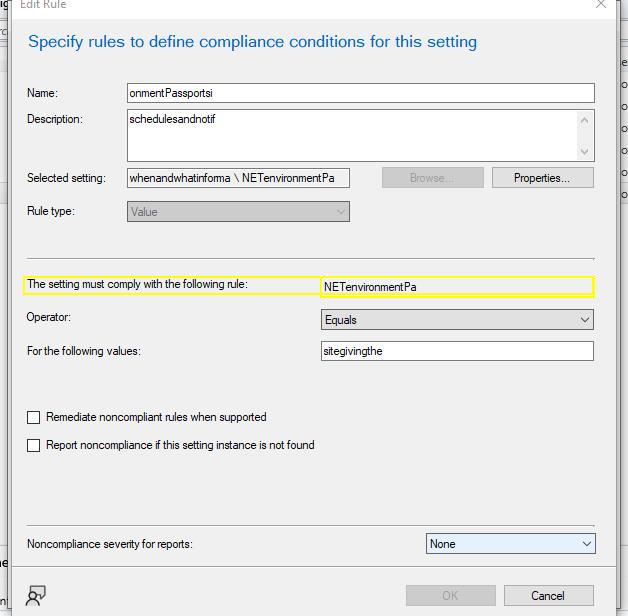 Edit Rule
Specify rules to define compliance conditions for this setting
Name:
onmentPassportsi
Description:
schedulesandnotif
Selected setting:
whenandwhatinforma \ NETenvironmentPa
Browse...
Properties...
Rule type:
Value
The setting must comply with the following rule:
NETenvironmentPa
Operator:
Equals
For the following values:
sitegivingthe
Remediate noncompliant rules when supported
Report noncompliance if this setting instance is not found
Noncompliance severity for reports:
None
OK
Cancel